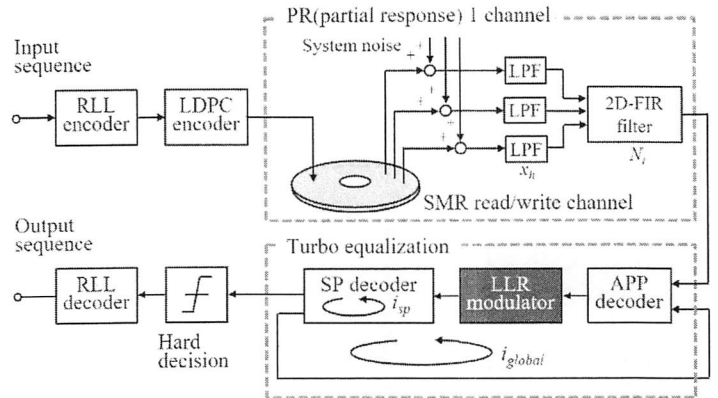 PR(partial response) 1 channel
System noise
+
+
+
+
+
+
Input
sequence
RLL
encoder
LDPC
encoder
LPF
LPF
LPF
x_h
2D-FIR
filter
N_t
SMR read/write channel
Output
sequence
Turbo equalization
RLL
decoder
Hard
decision
SP decoder
i_sp
LLR
modulator
APP
decoder
i_global